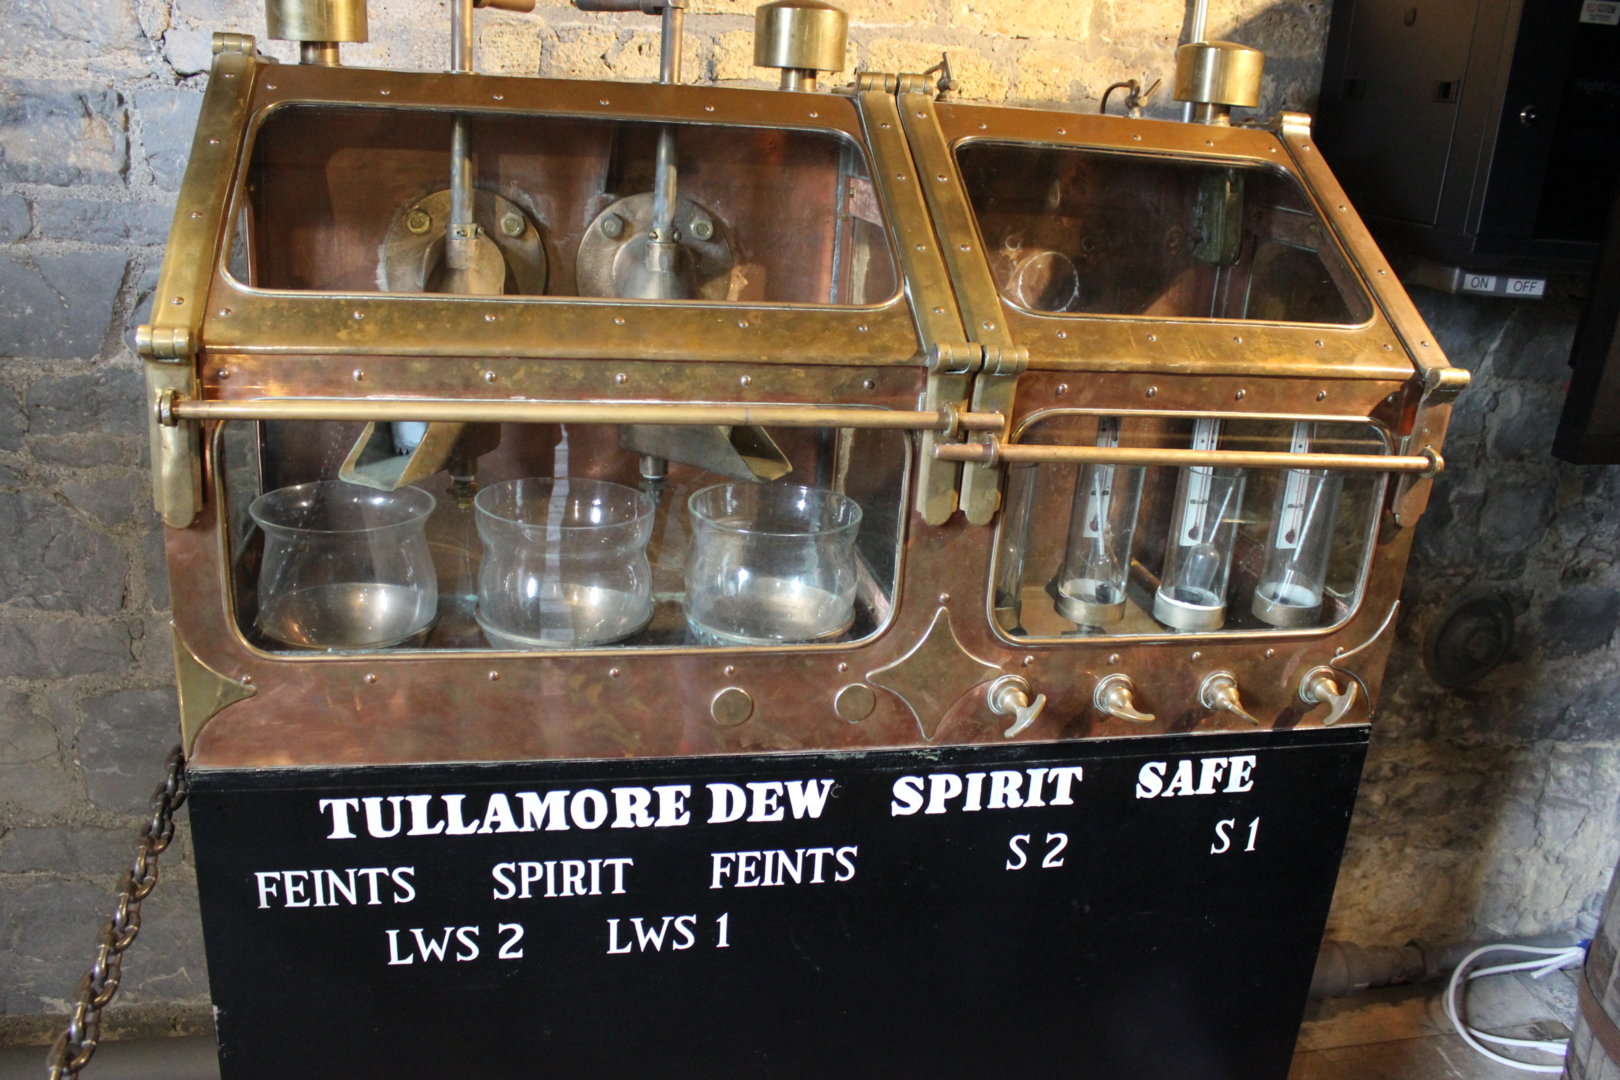 TULLAMORE DEW SPIRIT SAFE
FEINTS SPIRIT FEINTS S 2 S 1
LWS 2 LWS 1
ON OFF